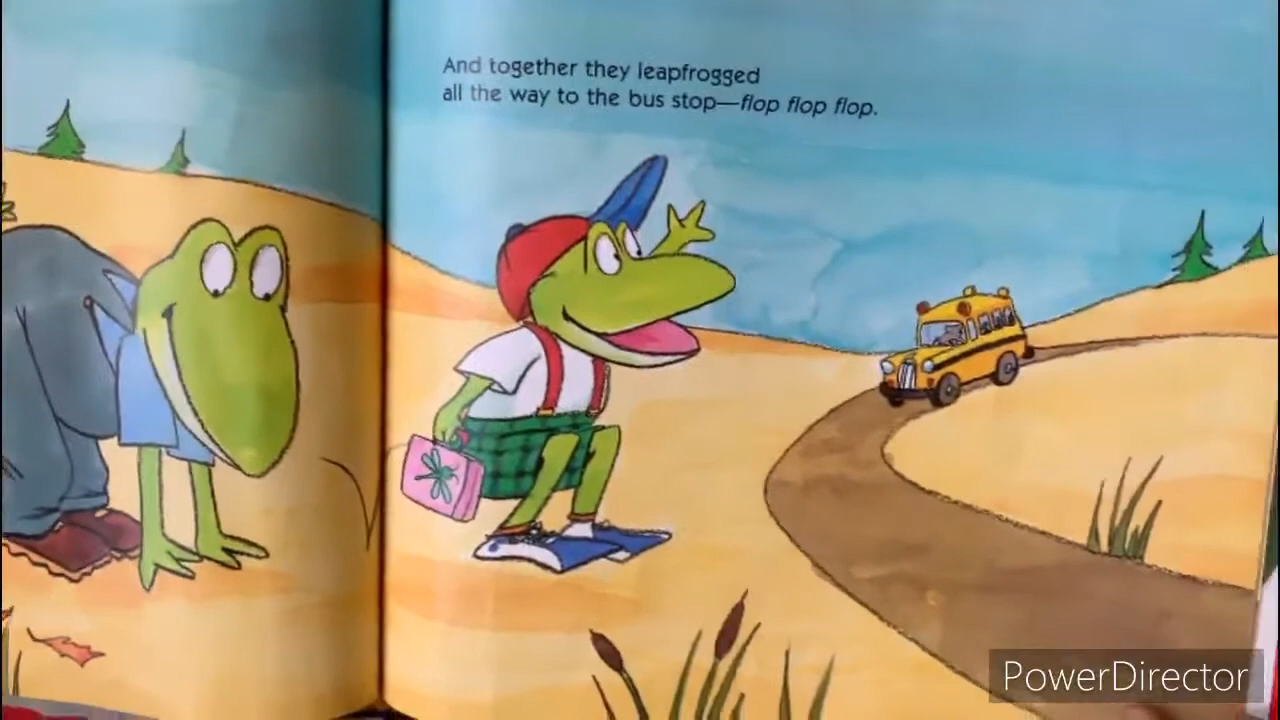 And together they leapfrogged
all the way to the bus stop—flop flop flop.
PowerDirector